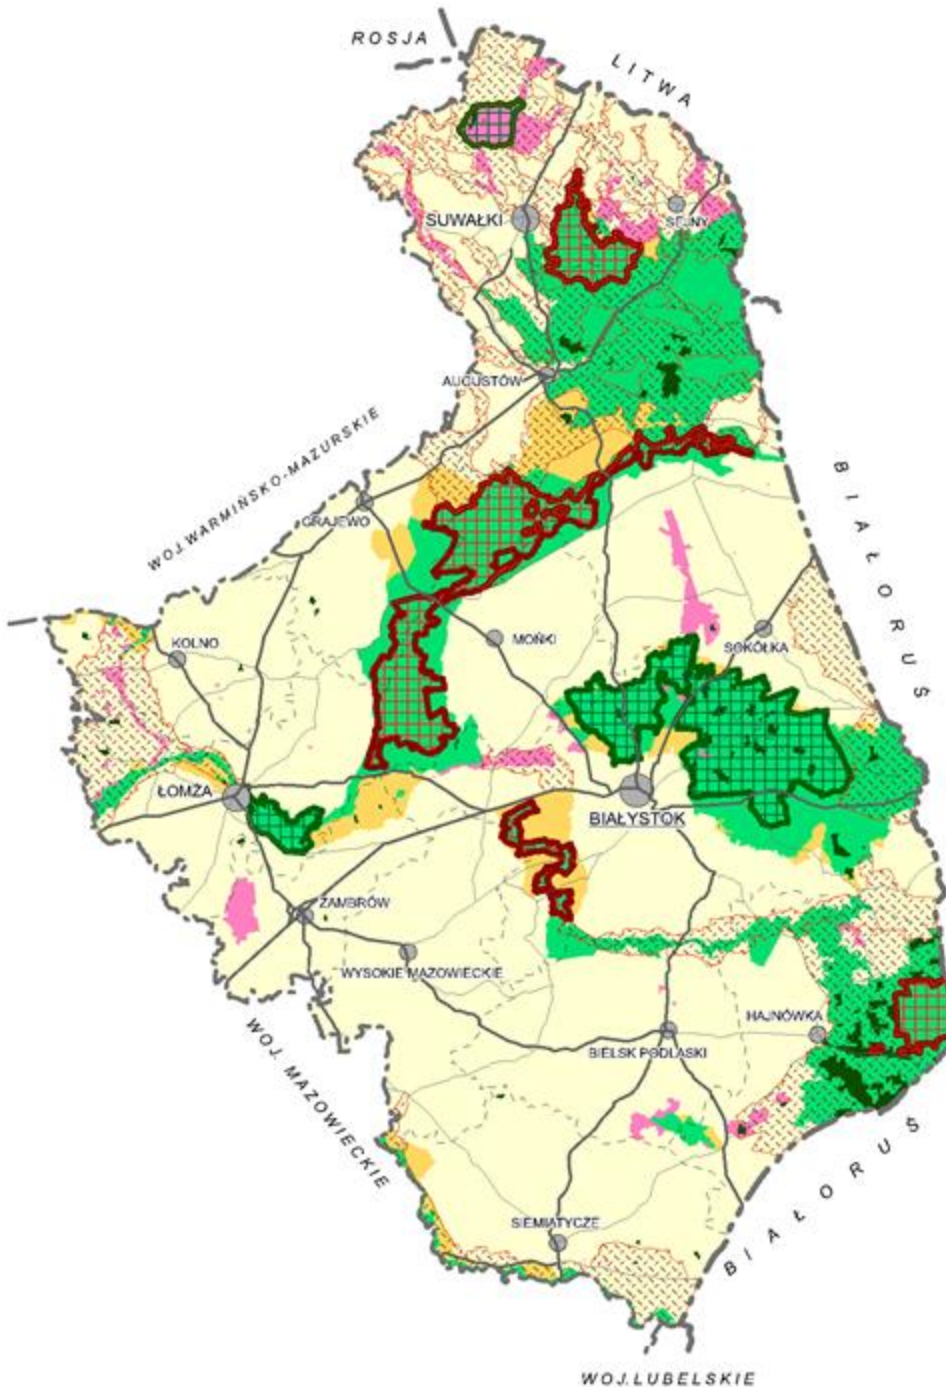 ROSJA
LITWA
SUWAŁKI
SEJNY
AUGUSTÓW
WOJ. WARMIŃSKO-MAZURSKIE
GRAJEWO
BIAŁORUŚ
KOLNO
MOŃKI
SOKÓŁKA
ŁOMŻA
BIAŁYSTOK
ZAMBRÓW
WYSOKIE MAZOWIECKIE
HAJNÓWKA
BIELSK PODLASKI
WOJ. MAZOWIECKIE
SIEMIATYCZE
BIAŁORUŚ
WOJ. LUBELSKIE